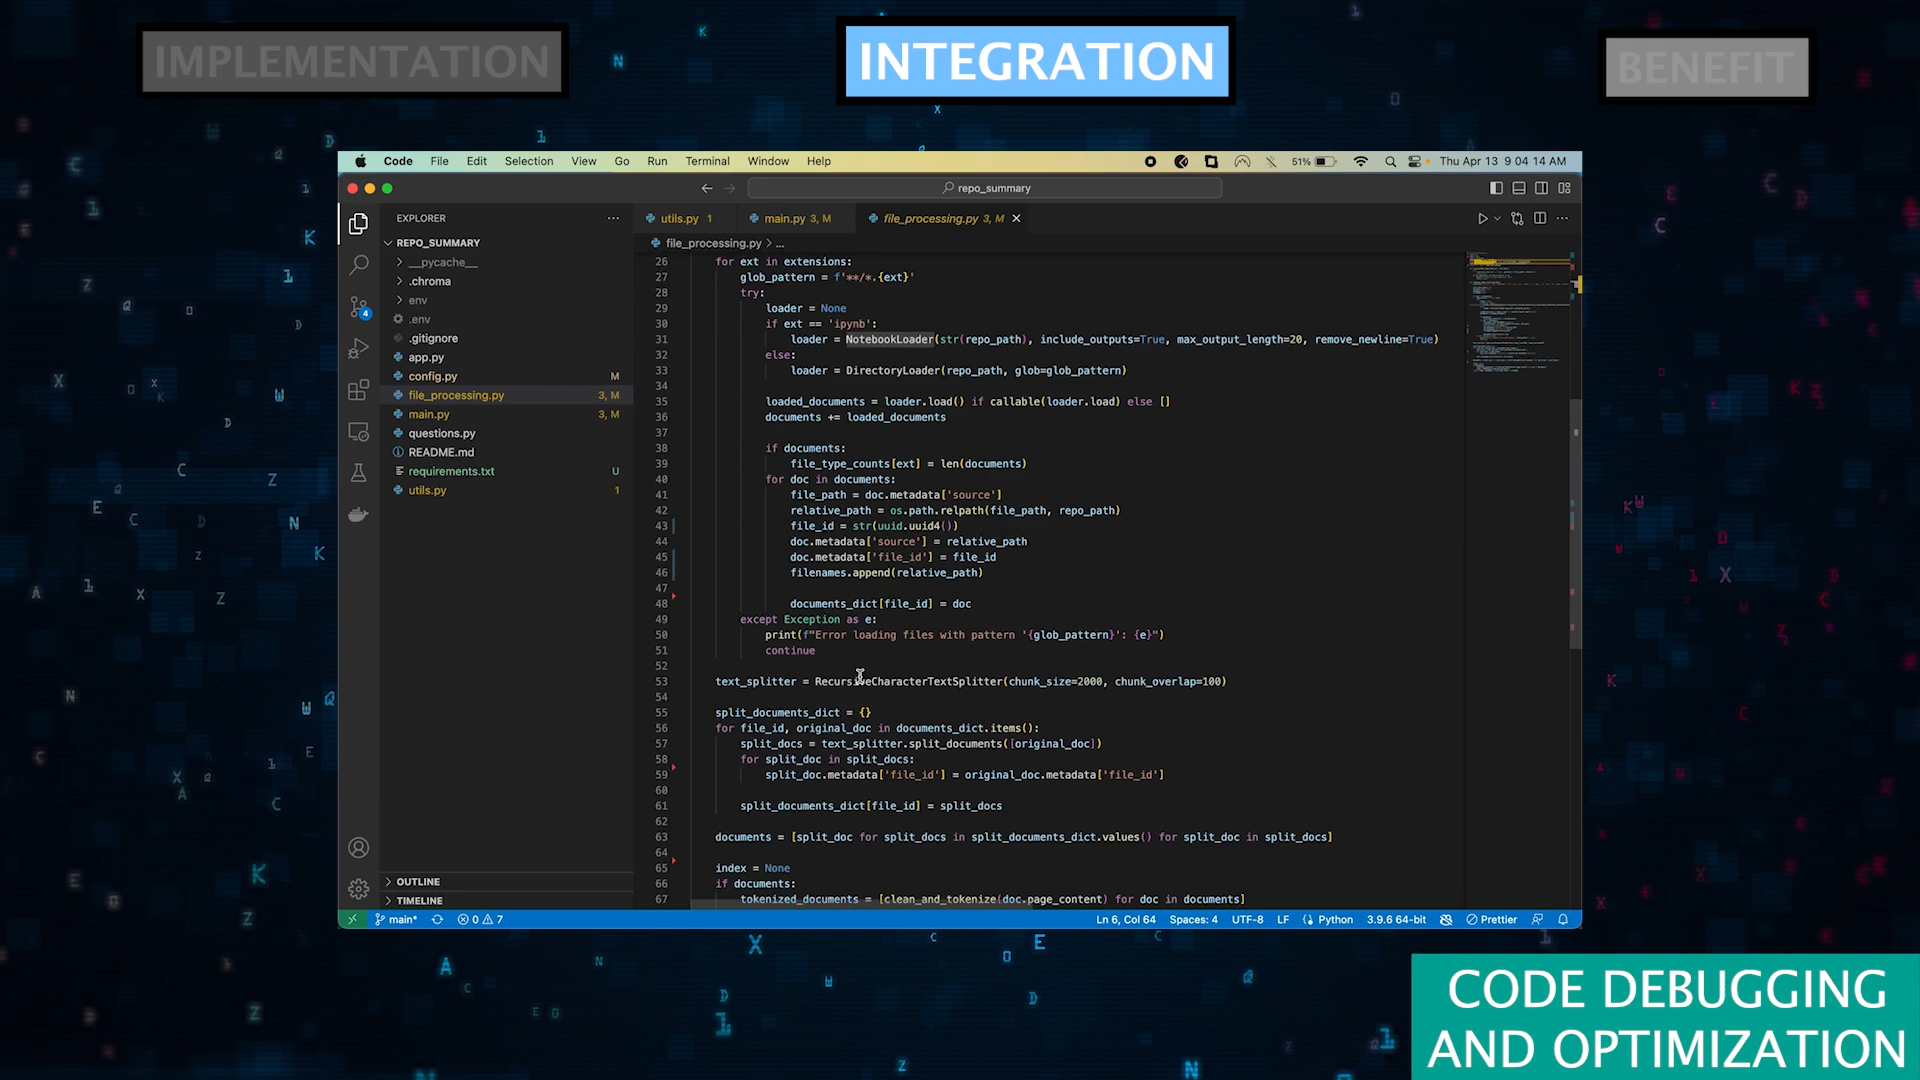 IMPLEMENTATION
INTEGRATION
BENEFIT
Code File Edit Selection View Go Run Terminal Window Help
51% Thu Apr 13 9 04 14 AM
repo_summary
EXPLORER
REPO_SUMMARY
__pycache__
.chroma
env
.env
.gitignore
app.py
config.py M
file_processing.py 3, M
main.py 3, M
questions.py
README.md
requirements.txt U
utils.py 1
OUTLINE
TIMELINE
4
utils.py 1
main.py 3, M
file_processing.py 3, M
file_processing.py > ...
26 for ext in extensions:
27 glob_pattern = f'**/*.{ext}'
28 try:
29 loader = None
30 if ext == 'ipynb':
31 loader = NotebookLoader(str(repo_path), include_outputs=True, max_output_length=20, remove_newline=True)
32 else:
33 loader = DirectoryLoader(repo_path, glob=glob_pattern)
34
35 loaded_documents = loader.load() if callable(loader.load) else []
36 documents += loaded_documents
37
38 if documents:
39 file_type_counts[ext] = len(documents)
40 for doc in documents:
41 file_path = doc.metadata['source']
42 relative_path = os.path.relpath(file_path, repo_path)
43 file_id = str(uuid.uuid4())
44 doc.metadata['source'] = relative_path
45 doc.metadata['file_id'] = file_id
46 filenames.append(relative_path)
47
48 documents_dict[file_id] = doc
49 except Exception as e:
50 print(f"Error loading files with pattern '{glob_pattern}': {e}")
51 continue
52
53 text_splitter = RecursiveCharacterTextSplitter(chunk_size=2000, chunk_overlap=100)
54
55 split_documents_dict = {}
56 for file_id, original_doc in documents_dict.items():
57 split_docs = text_splitter.split_documents([original_doc])
58 for split_doc in split_docs:
59 split_doc.metadata['file_id'] = original_doc.metadata['file_id']
60
61 split_documents_dict[file_id] = split_docs
62
63 documents = [split_doc for split_docs in split_documents_dict.values() for split_doc in split_docs]
64
65 index = None
66 if documents:
67 tokenized_documents = [clean_and_tokenize(doc.page_content) for doc in documents]
main* 0 7
Ln 6, Col 64 Spaces: 4 UTF-8 LF Python 3.9.6 64-bit Prettier
CODE DEBUGGING
AND OPTIMIZATION